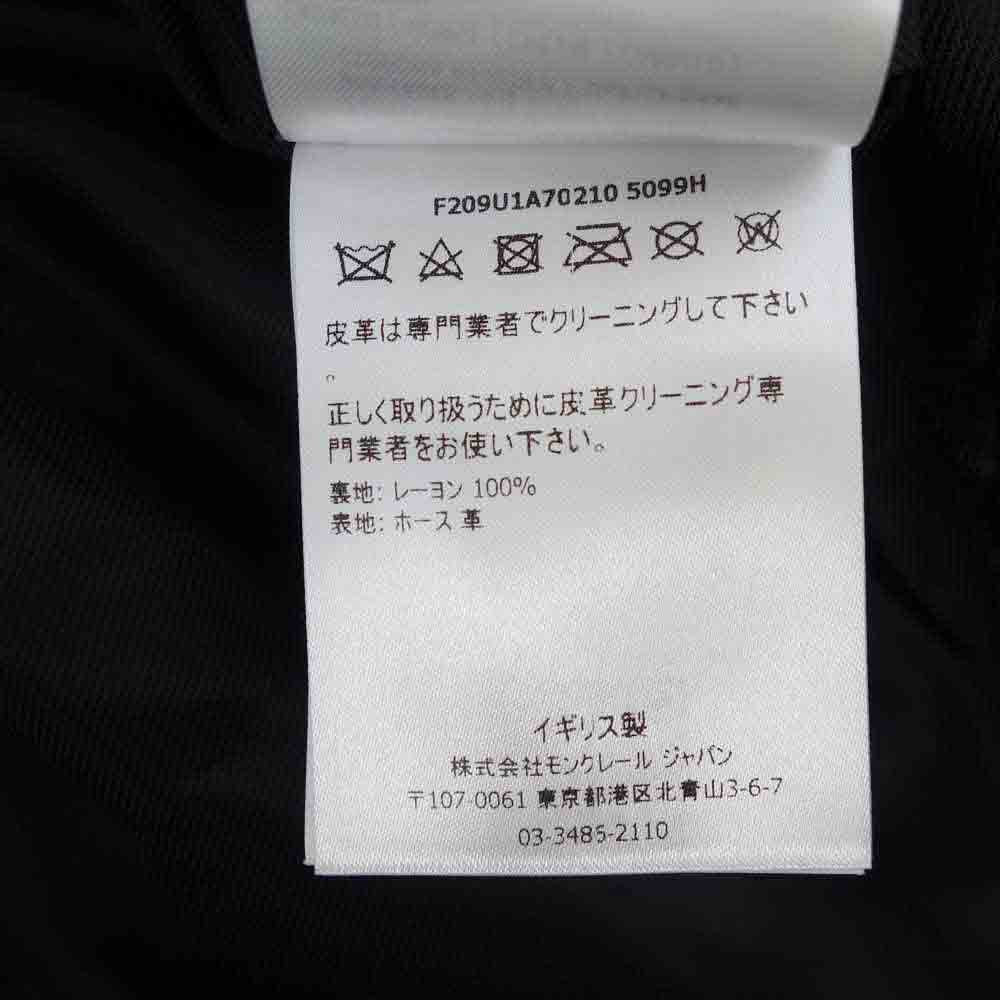 F209U1A70210 5099H
皮革は専門業者でクリーニングして下さい
。
正しく取り扱うために皮革クリーニング専
門業者をお使い下さい。
裏地: レーヨン 100%
表地: ホース 革
イギリス製
株式会社モンクレール ジャパン
〒107-0061 東京都港区北青山3-6-7
03-3485-2110